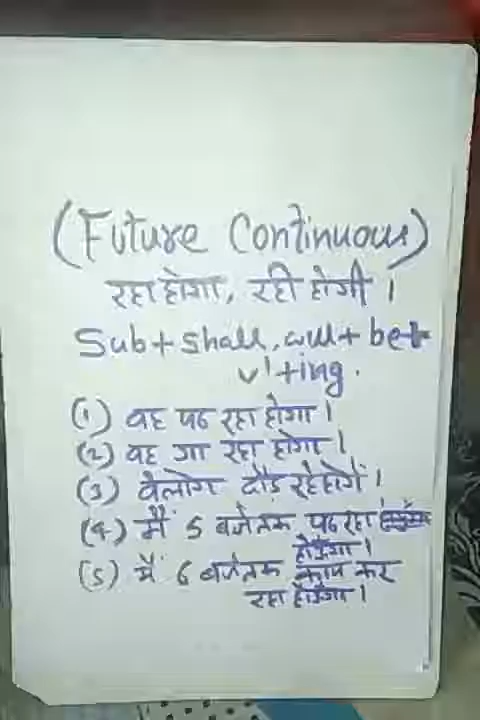 (Future Continuous)
रहा होगा, रही होगी ।
Sub + shall, will + be +
v¹ + ing.
(1) वह पढ रहा होगा ।
(2) वह गा रहा होगा ।
(3) वेलोग दौड रहेहोगें ।
(4) मैं 5 बजेतक पढ रहा
होऊँगा ।
(5) मैं 6 बजेतक काम कर
रहा होऊँगा ।